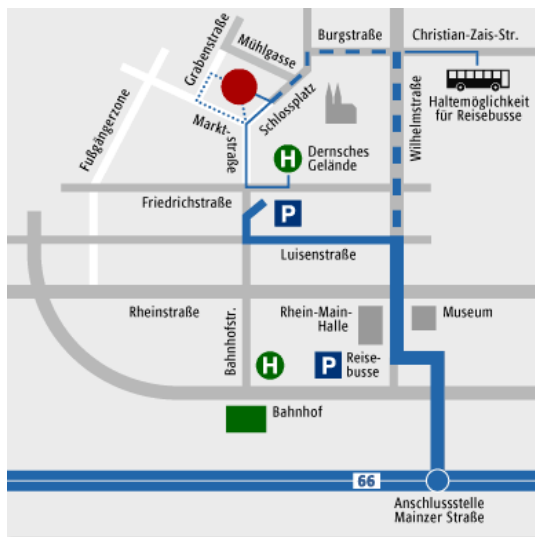 Burgstraße
Christian-Zais-Str.
Mühlgasse
Grabenstraße
Schlossplatz
Wilhelmstraße
Haltemöglichkeit
für Reisebusse
Fußgängerzone
Markt-
straße
H
Dernsches
Gelände
Friedrichstraße
P
Luisenstraße
Rheinstraße
Bahnhofstr.
Rhein-Main-
Halle
Museum
H
P
Reise-
busse
Bahnhof
66
Anschlussstelle
Mainzer Straße